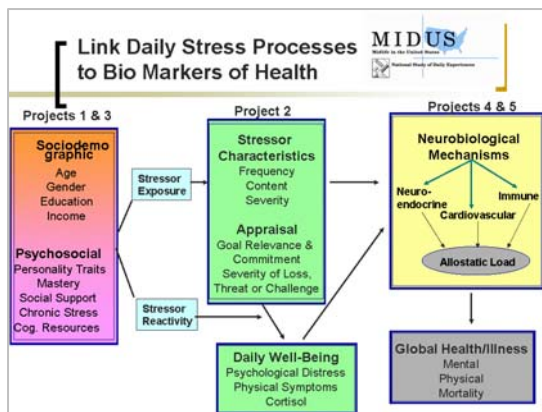 Link Daily Stress Processes
to Bio Markers of Health
MIDUS
Midlife in the United States
National Study of Daily Experiences
Projects 1 & 3
Project 2
Projects 4 & 5
Sociodemo
graphic
Age
Gender
Education
Income
Psychosocial
Personality Traits
Mastery
Social Support
Chronic Stress
Cog. Resources
Stressor
Exposure
Stressor
Reactivity
Stressor
Characteristics
Frequency
Content
Severity
Appraisal
Goal Relevance &
Commitment
Severity of Loss,
Threat or Challenge
Daily Well-Being
Psychological Distress
Physical Symptoms
Cortisol
Neurobiological
Mechanisms
Neuro-
endocrine
Cardiovascular
Immune
Allostatic Load
Global Health/Illness
Mental
Physical
Mortality